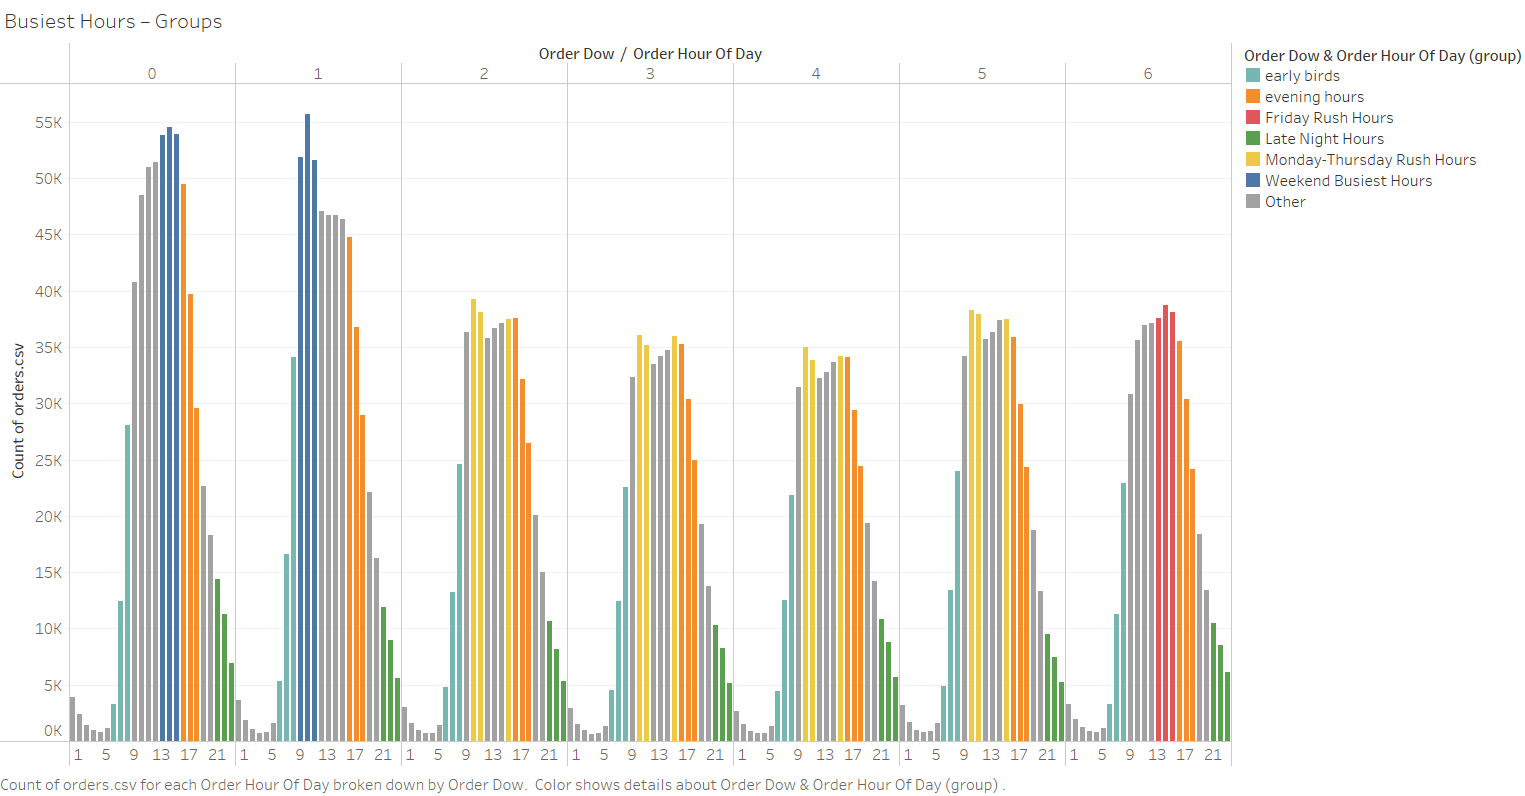 Busiest Hours – Groups
Order Dow / Order Hour Of Day
0 1 2 3 4 5 6
Order Dow & Order Hour Of Day (group)
early birds
evening hours
Friday Rush Hours
Late Night Hours
Monday-Thursday Rush Hours
Weekend Busiest Hours
Other
Count of orders.csv
55K
50K
45K
40K
35K
30K
25K
20K
15K
10K
5K
0K
1 5 9 13 17 21 1 5 9 13 17 21 1 5 9 13 17 21 1 5 9 13 17 21 1 5 9 13 17 21 1 5 9 13 17 21 1 5 9 13 17 21
Count of orders.csv for each Order Hour Of Day broken down by Order Dow.  Color shows details about Order Dow & Order Hour Of Day (group) .